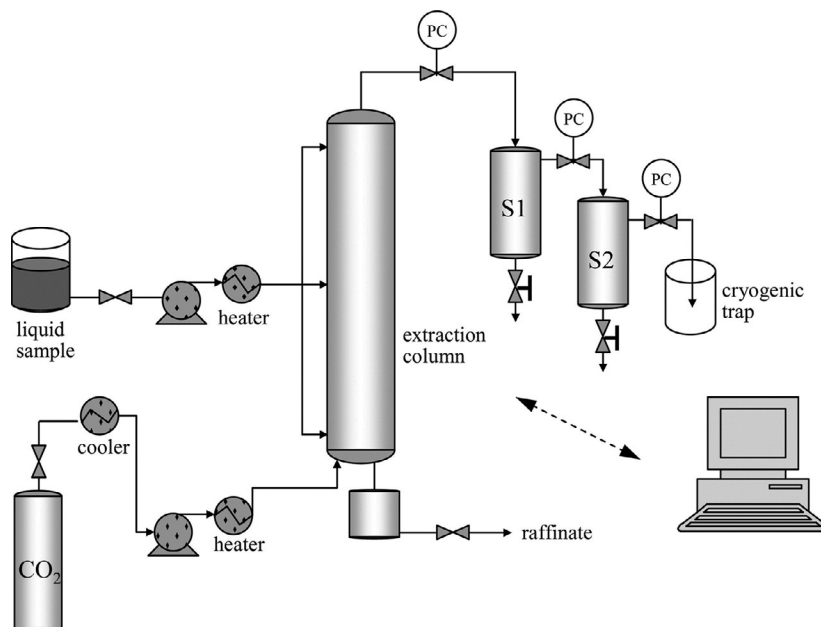 PC
PC
PC
S1
S2
liquid
sample
heater
extraction
column
cryogenic
trap
cooler
heater
raffinate
CO₂